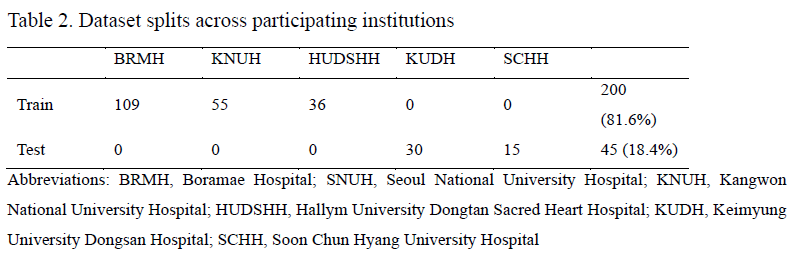 Table 2. Dataset splits across participating institutions
BRMH KNUH HUDSHH KUDH SCHH
Train 109 55 36 0 0 200 (81.6%)
Test 0 0 0 30 15 45 (18.4%)
Abbreviations: BRMH, Boramae Hospital; SNUH, Seoul National University Hospital; KNUH, Kangwon
National University Hospital; HUDSHH, Hallym University Dongtan Sacred Heart Hospital; KUDH, Keimyung
University Dongsan Hospital; SCHH, Soon Chun Hyang University Hospital